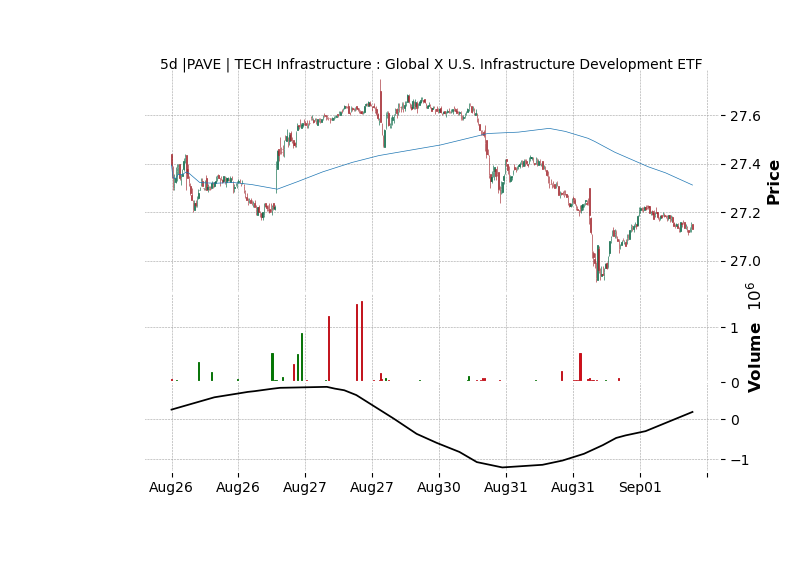 5d |PAVE | TECH Infrastructure : Global X U.S. Infrastructure Development ETF
27.6
27.4
27.2
27.0
Price
10^6
1
0
Volume
0
−1
Aug26 Aug26 Aug27 Aug27 Aug30 Aug31 Aug31 Sep01